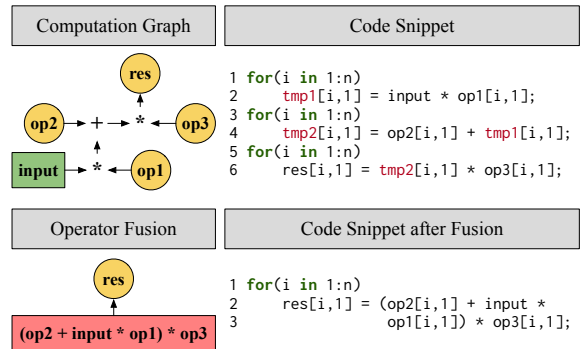 Computation Graph
res
op2 + * op3
input * op1
Code Snippet
1 for(i in 1:n)
2     tmp1[i,1] = input * op1[i,1];
3 for(i in 1:n)
4     tmp2[i,1] = op2[i,1] + tmp1[i,1];
5 for(i in 1:n)
6     res[i,1] = tmp2[i,1] * op3[i,1];
Operator Fusion
res
(op2 + input * op1) * op3
Code Snippet after Fusion
1 for(i in 1:n)
2     res[i,1] = (op2[i,1] + input *
3                 op1[i,1]) * op3[i,1];